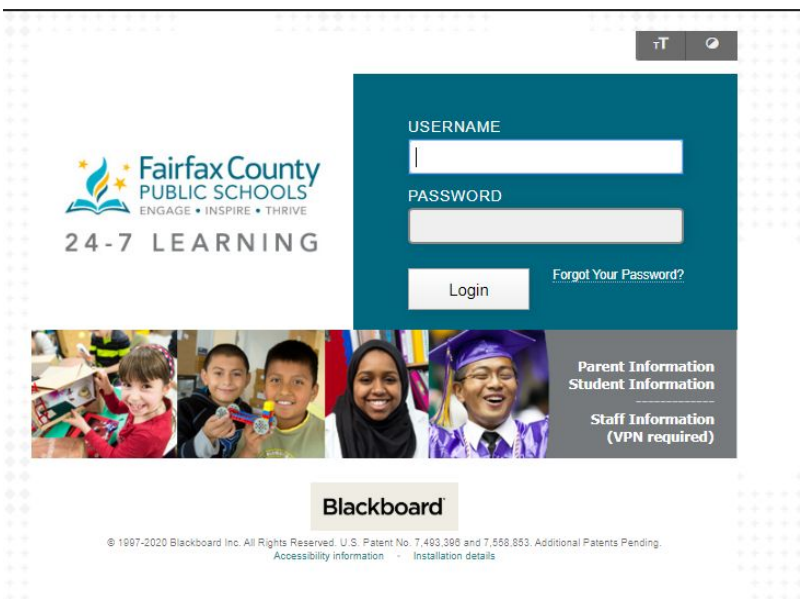 TT
USERNAME
Fairfax County
PUBLIC SCHOOLS
ENGAGE • INSPIRE • THRIVE
24-7 LEARNING
PASSWORD
Login
Forgot Your Password?
Parent Information
Student Information
-------------
Staff Information
(VPN required)
Blackboard
© 1997-2020 Blackboard Inc. All Rights Reserved. U.S. Patent No. 7,493,396 and 7,558,853. Additional Patents Pending.
Accessibility information - Installation details